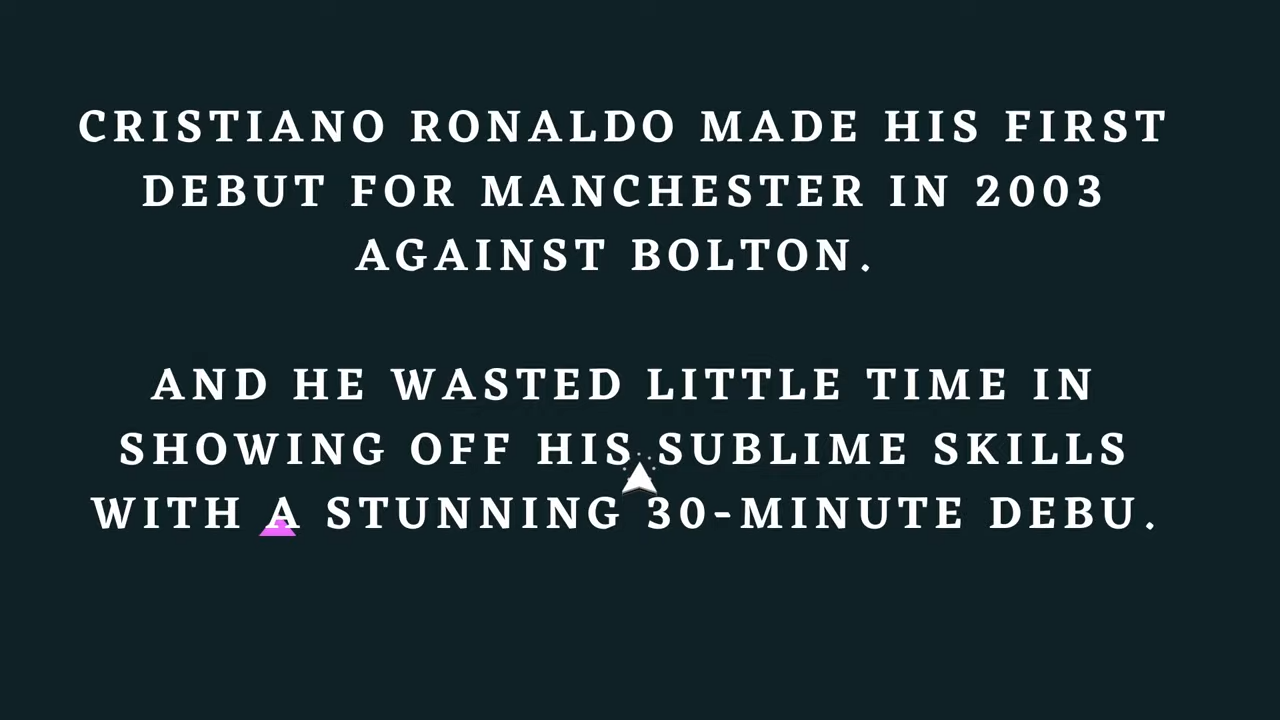 CRISTIANO RONALDO MADE HIS FIRST
DEBUT FOR MANCHESTER IN 2003
AGAINST BOLTON.
AND HE WASTED LITTLE TIME IN
SHOWING OFF HIS SUBLIME SKILLS
WITH A STUNNING 30-MINUTE DEBU.